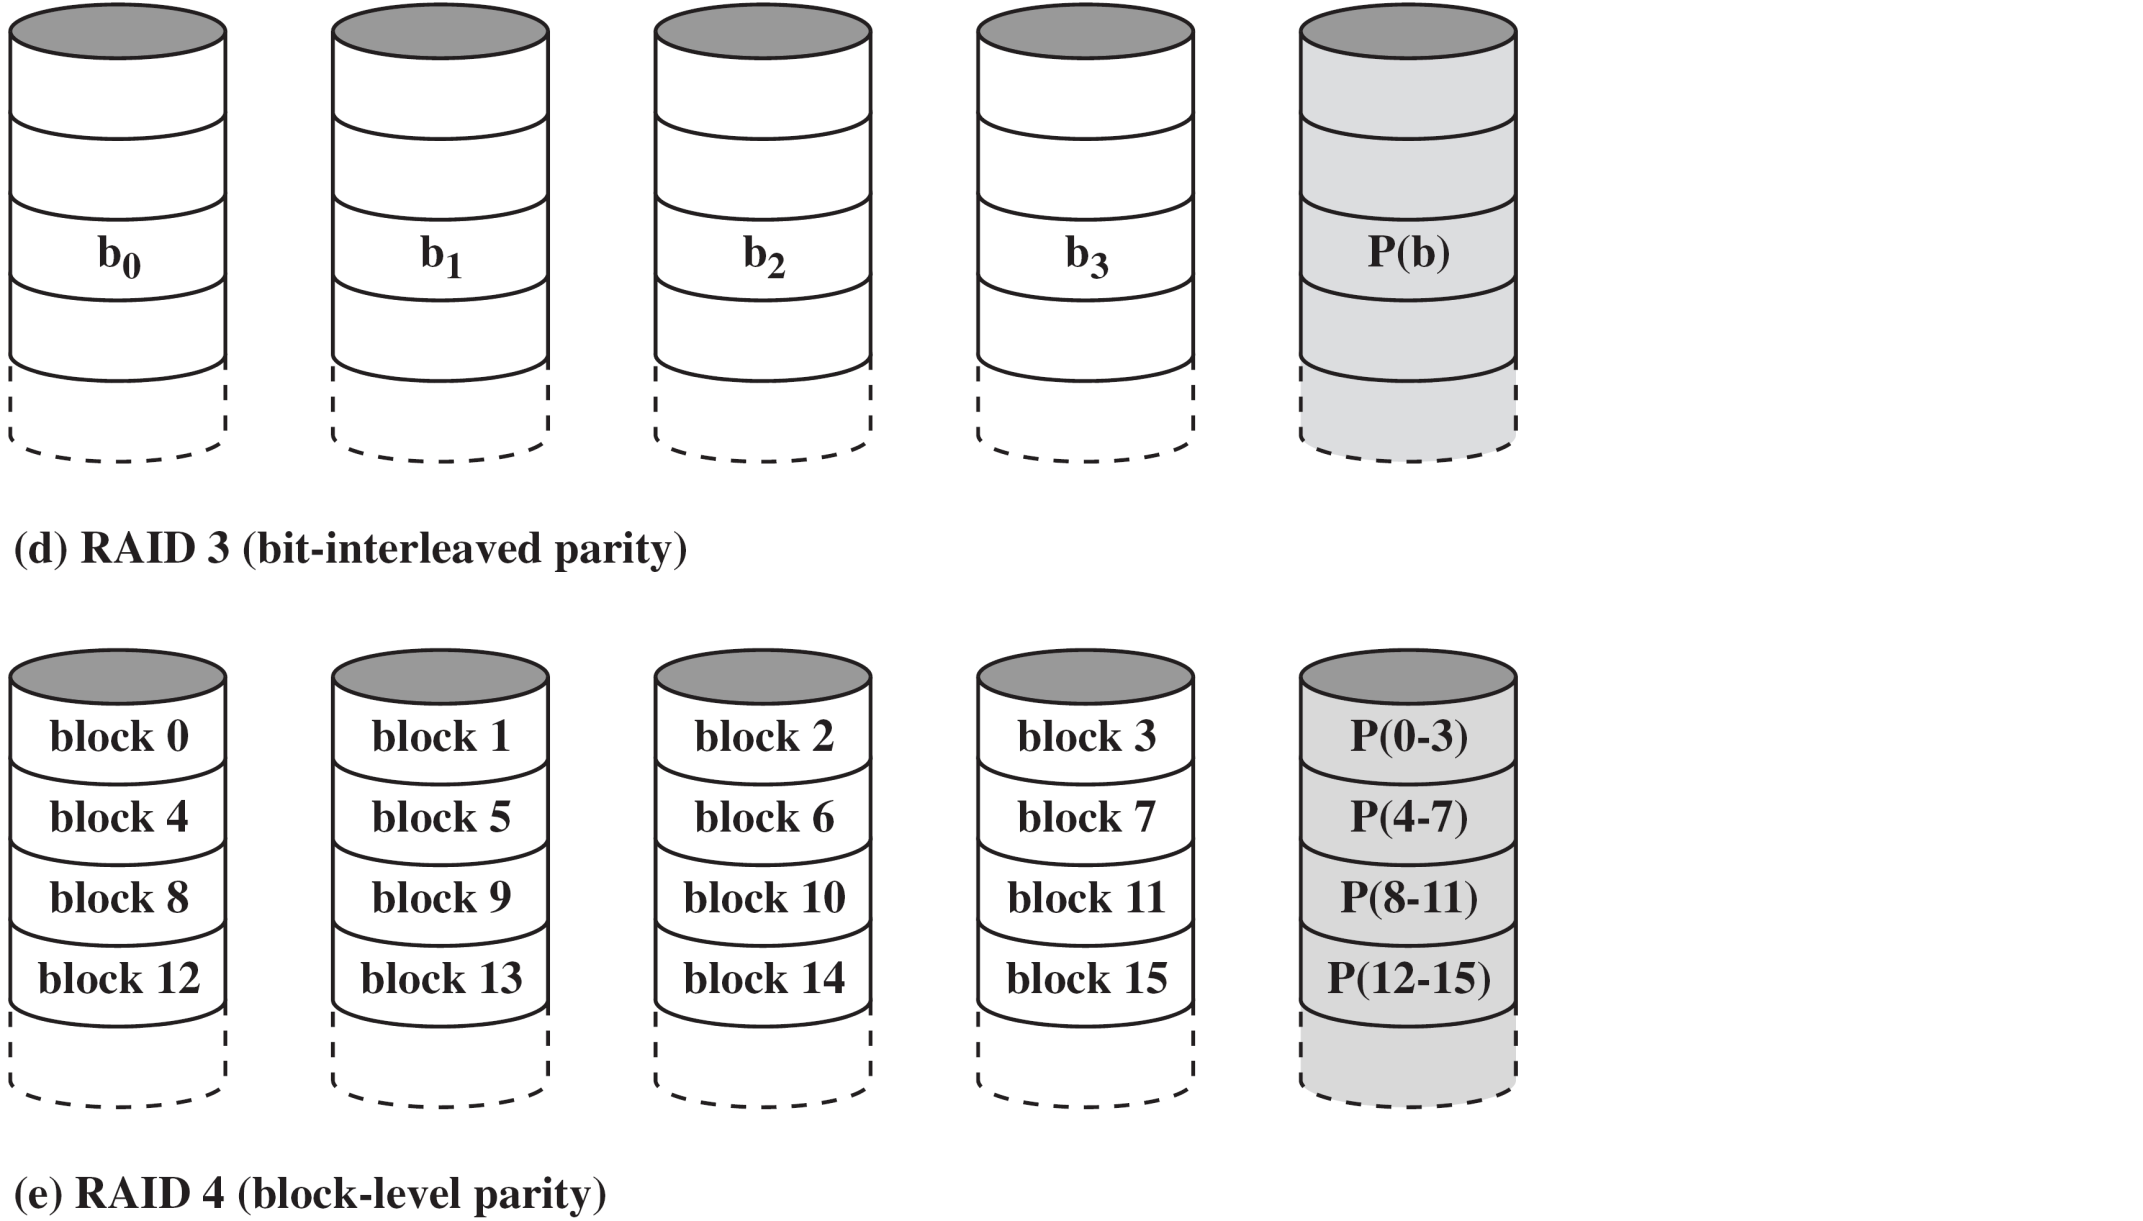 b0 b1 b2 b3 P(b)
(d) RAID 3 (bit-interleaved parity)
block 0 block 1 block 2 block 3 P(0-3)
block 4 block 5 block 6 block 7 P(4-7)
block 8 block 9 block 10 block 11 P(8-11)
block 12 block 13 block 14 block 15 P(12-15)
(e) RAID 4 (block-level parity)